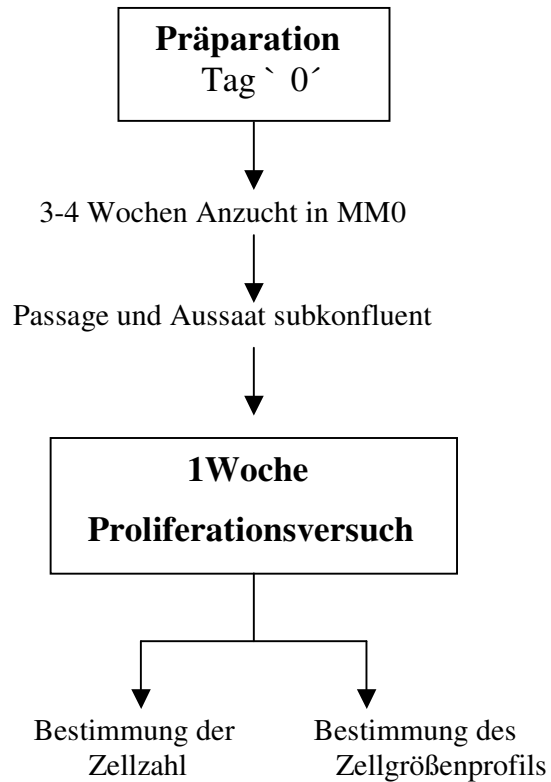 Präparation
Tag ` 0´
3-4 Wochen Anzucht in MM0
Passage und Aussaat subkonfluent
1Woche
Proliferationsversuch
Bestimmung der
Zellzahl
Bestimmung des
Zellgrößenprofils